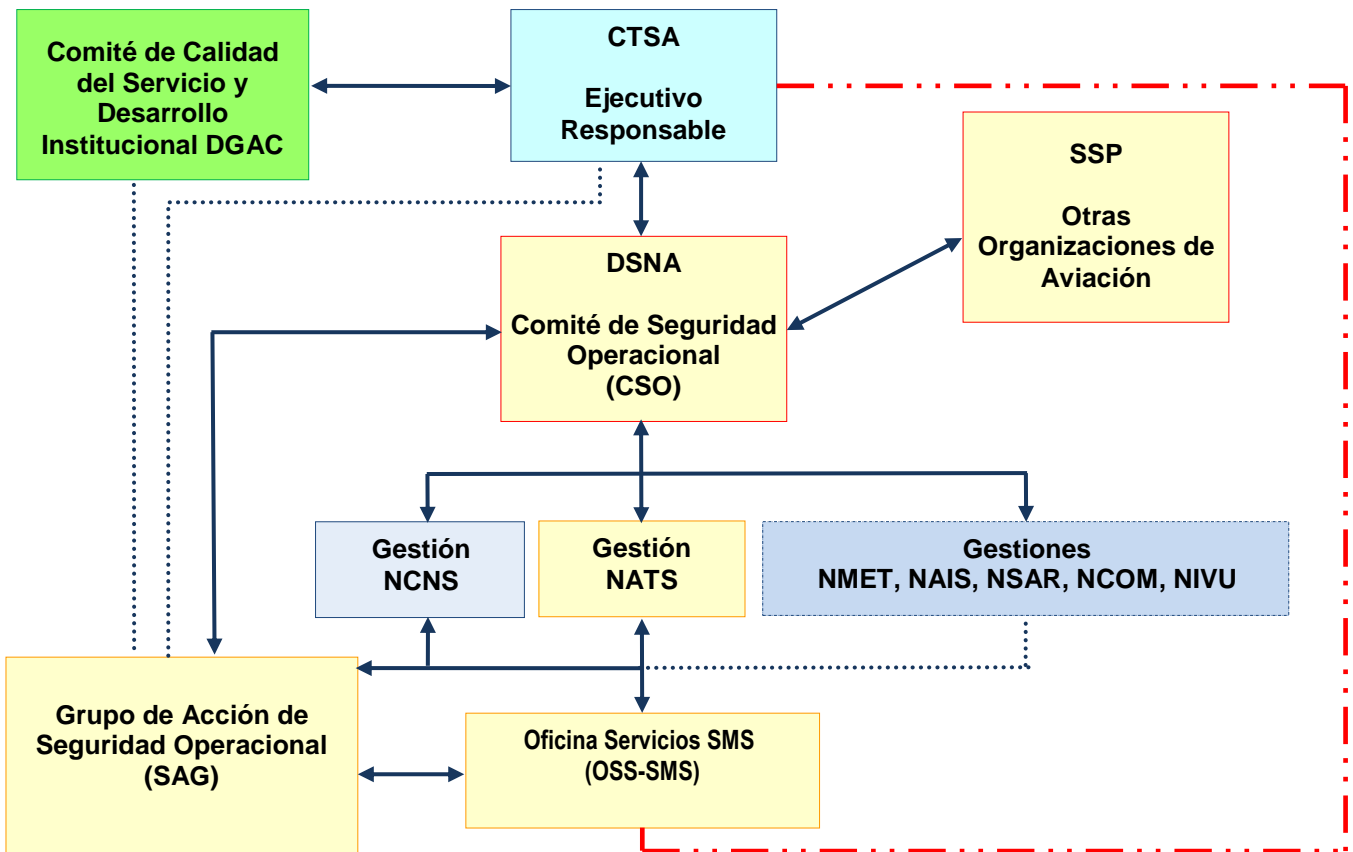 Comité de Calidad
del Servicio y
Desarrollo
Institucional DGAC
CTSA
Ejecutivo
Responsable
SSP
Otras
Organizaciones de
Aviación
DSNA
Comité de Seguridad
Operacional
(CSO)
Gestión
NCNS
Gestión
NATS
Gestiones
NMET, NAIS, NSAR, NCOM, NIVU
Grupo de Acción de
Seguridad Operacional
(SAG)
Oficina Servicios SMS
(OSS-SMS)